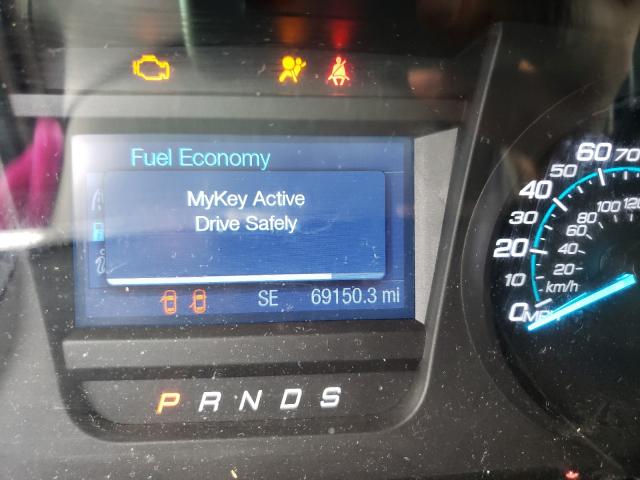 Fuel Economy
MyKey Active
Drive Safely
SE 69150.3 mi
P R N D S
0 10 20 30 40 50 60 70
20 40 60 80 100 120
km/h
MPH